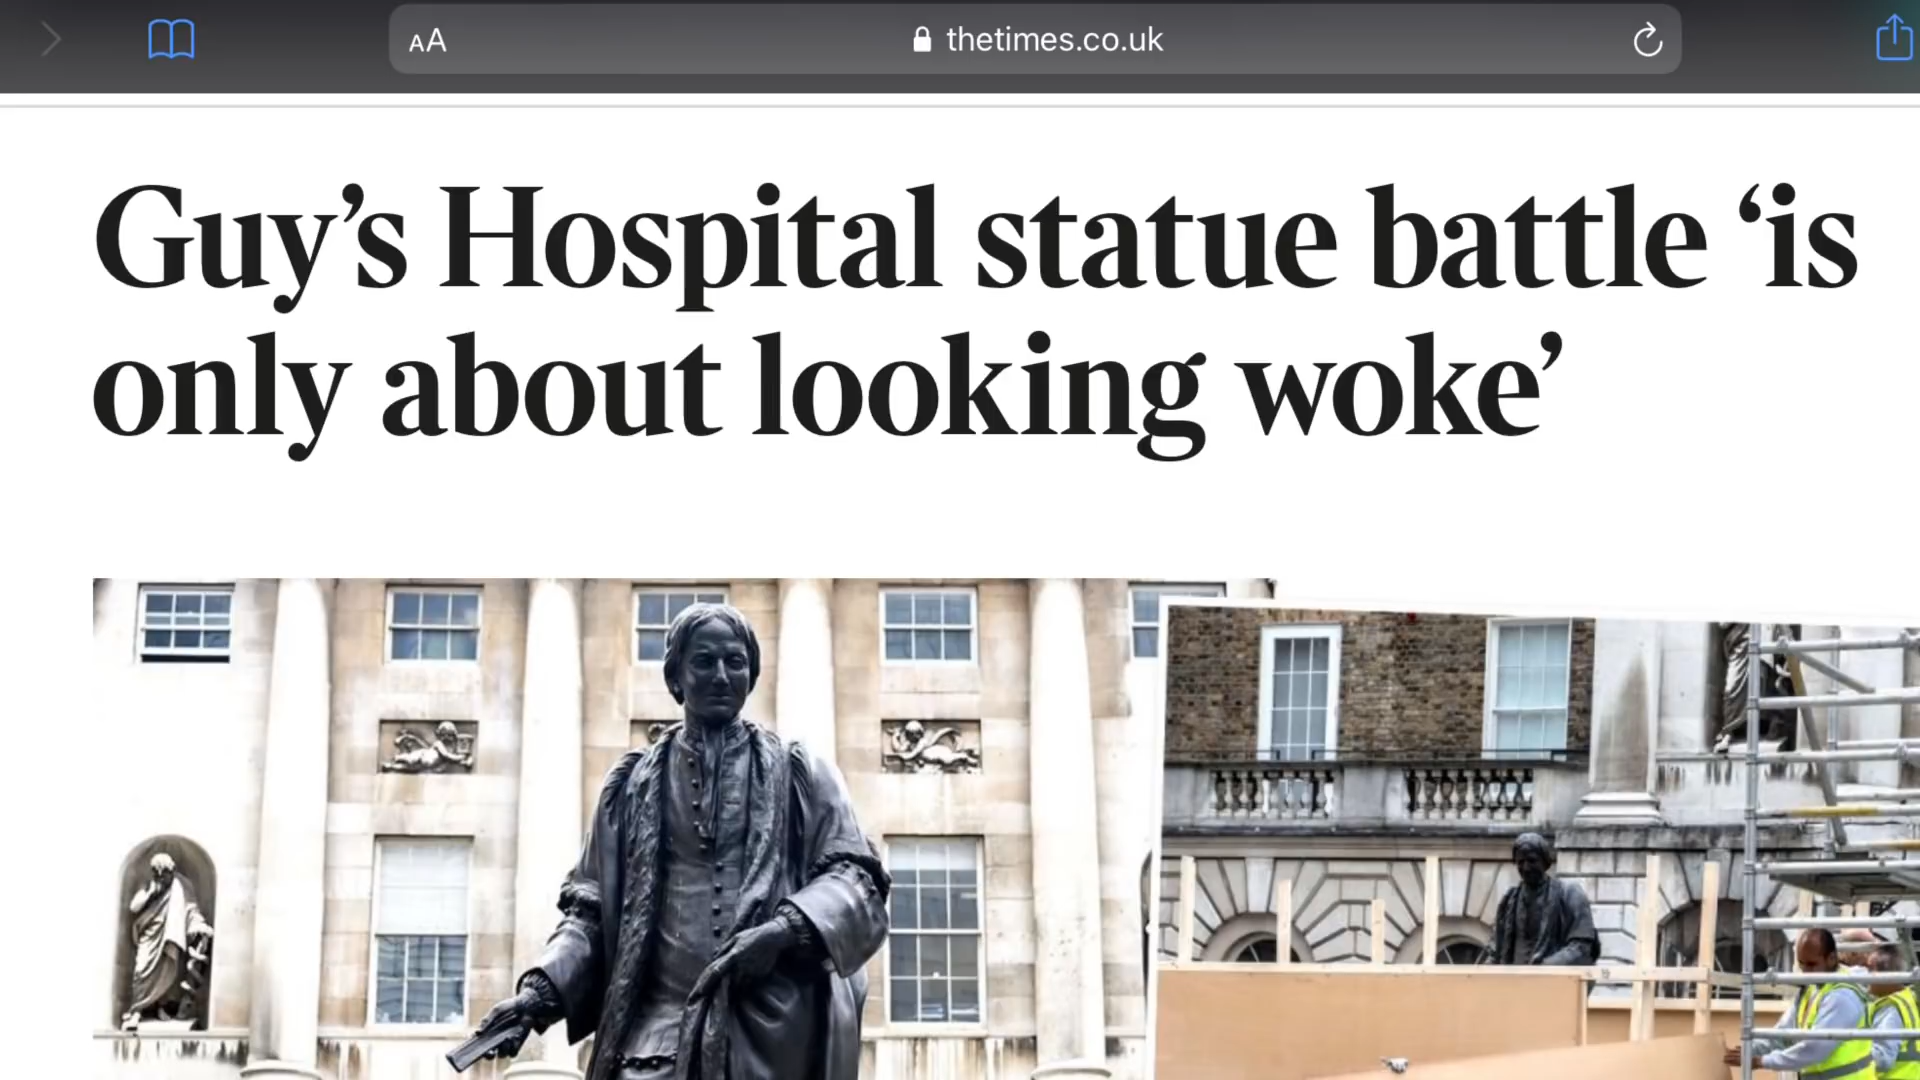 AA
thetimes.co.uk
Guy’s Hospital statue battle ‘is
only about looking woke’